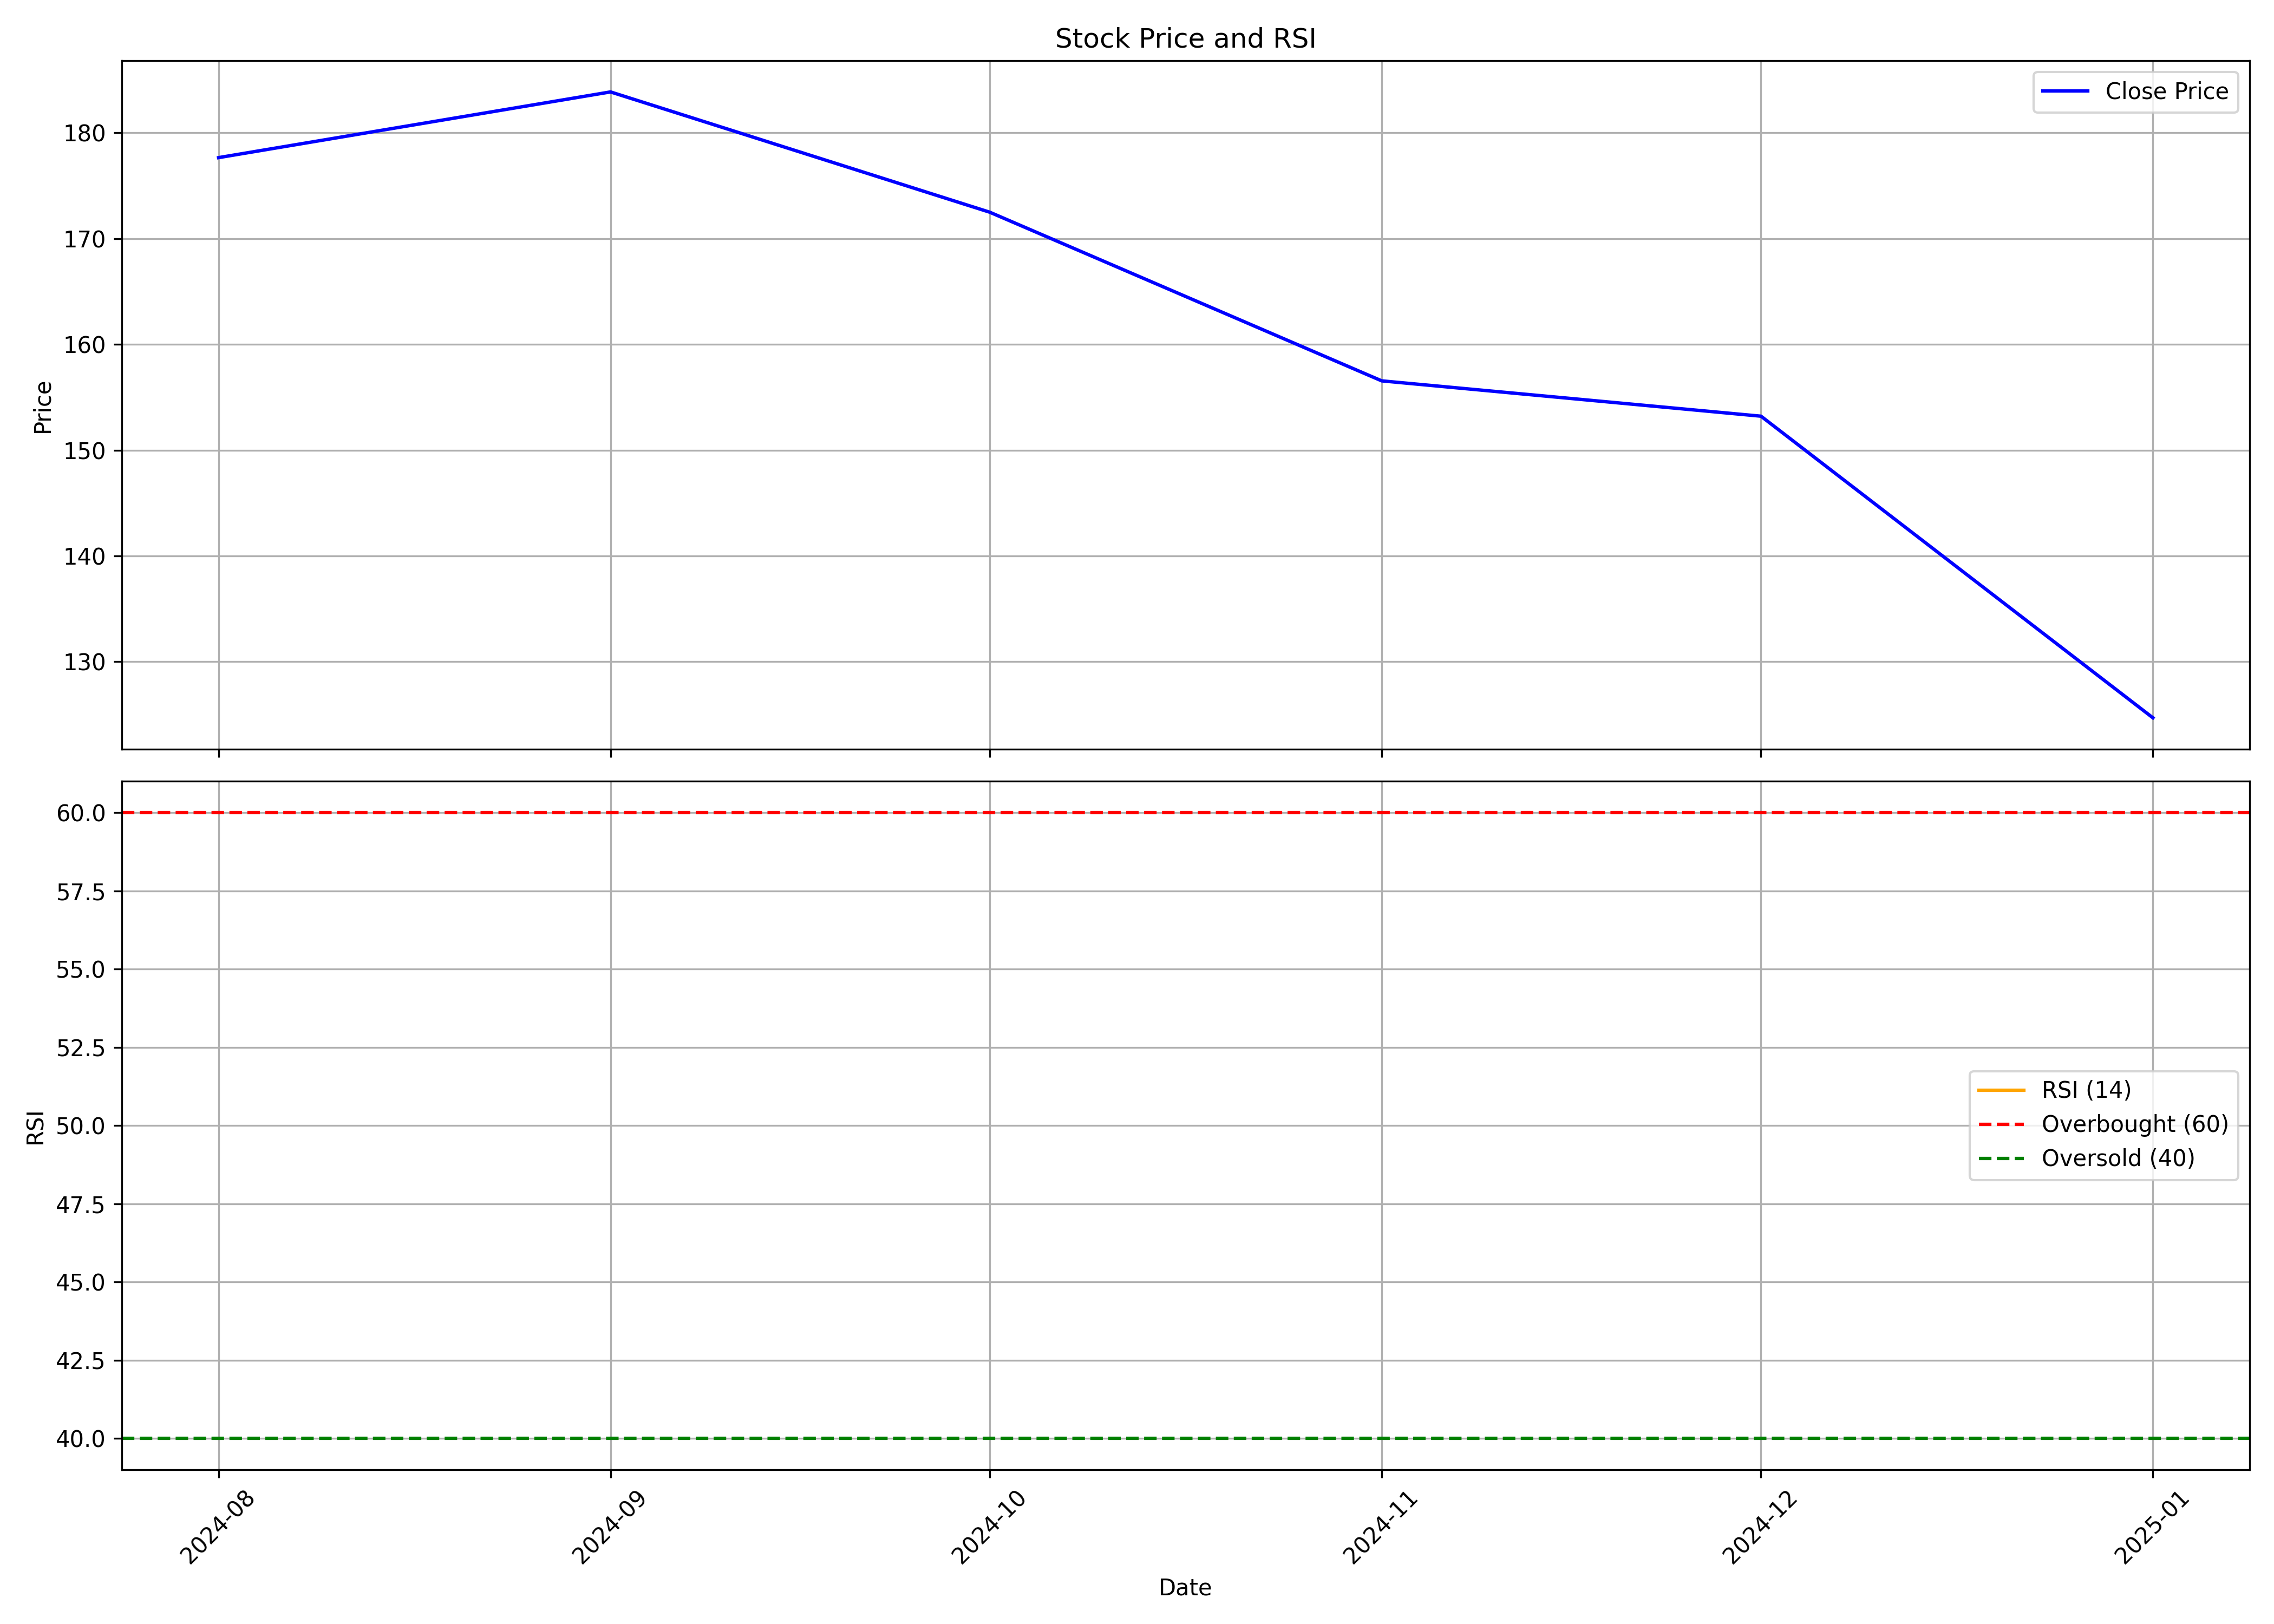 Stock Price and RSI
Close Price
Price
180
170
160
150
140
130
RSI
60.0
57.5
55.0
52.5
50.0
47.5
45.0
42.5
40.0
RSI (14)
Overbought (60)
Oversold (40)
2024-08
2024-09
2024-10
2024-11
2024-12
2025-01
Date